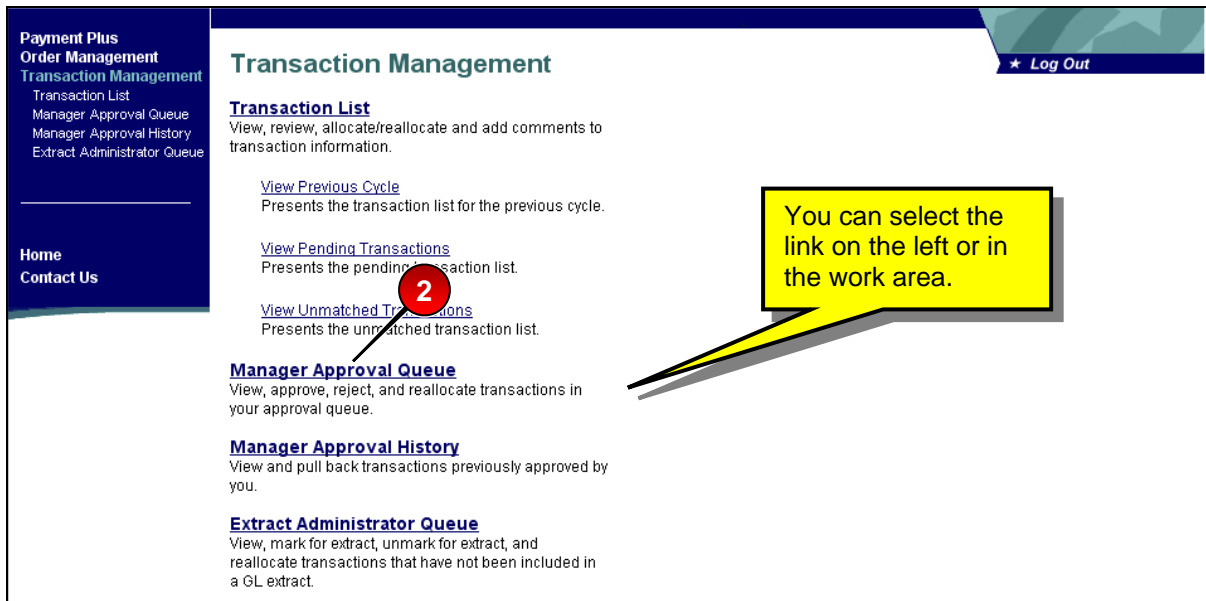 Payment Plus
Order Management
Transaction Management
Transaction List
Manager Approval Queue
Manager Approval History
Extract Administrator Queue
Home
Contact Us
★ Log Out
Transaction Management
Transaction List
View, review, allocate/reallocate and add comments to
transaction information.
View Previous Cycle
Presents the transaction list for the previous cycle.
View Pending Transactions
Presents the pending saction list.
2
View Unmatched Tr ions
Presents the unmatched transaction list.
Manager Approval Queue
View, approve, reject, and reallocate transactions in
your approval queue.
Manager Approval History
View and pull back transactions previously approved by
you.
Extract Administrator Queue
View, mark for extract, unmark for extract, and
reallocate transactions that have not been included in
a GL extract.
You can select the
link on the left or in
the work area.